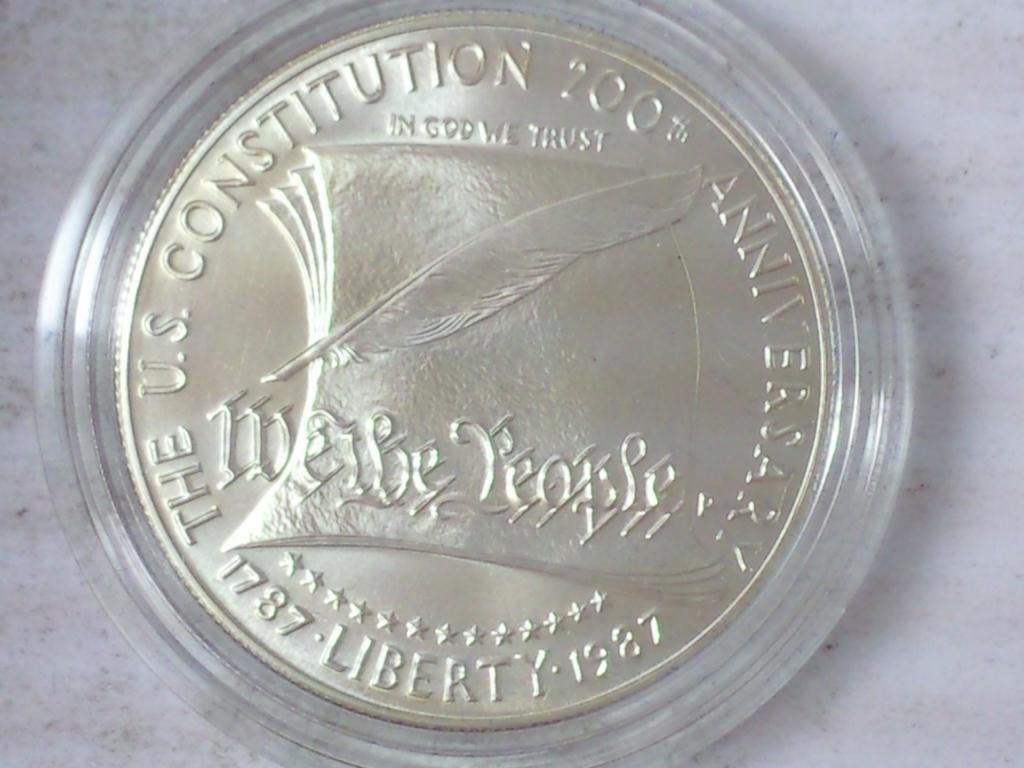 THE U.S. CONSTITUTION 200th ANNIVERSARY
IN GOD WE TRUST
We the People
P
1787 · LIBERTY · 1987